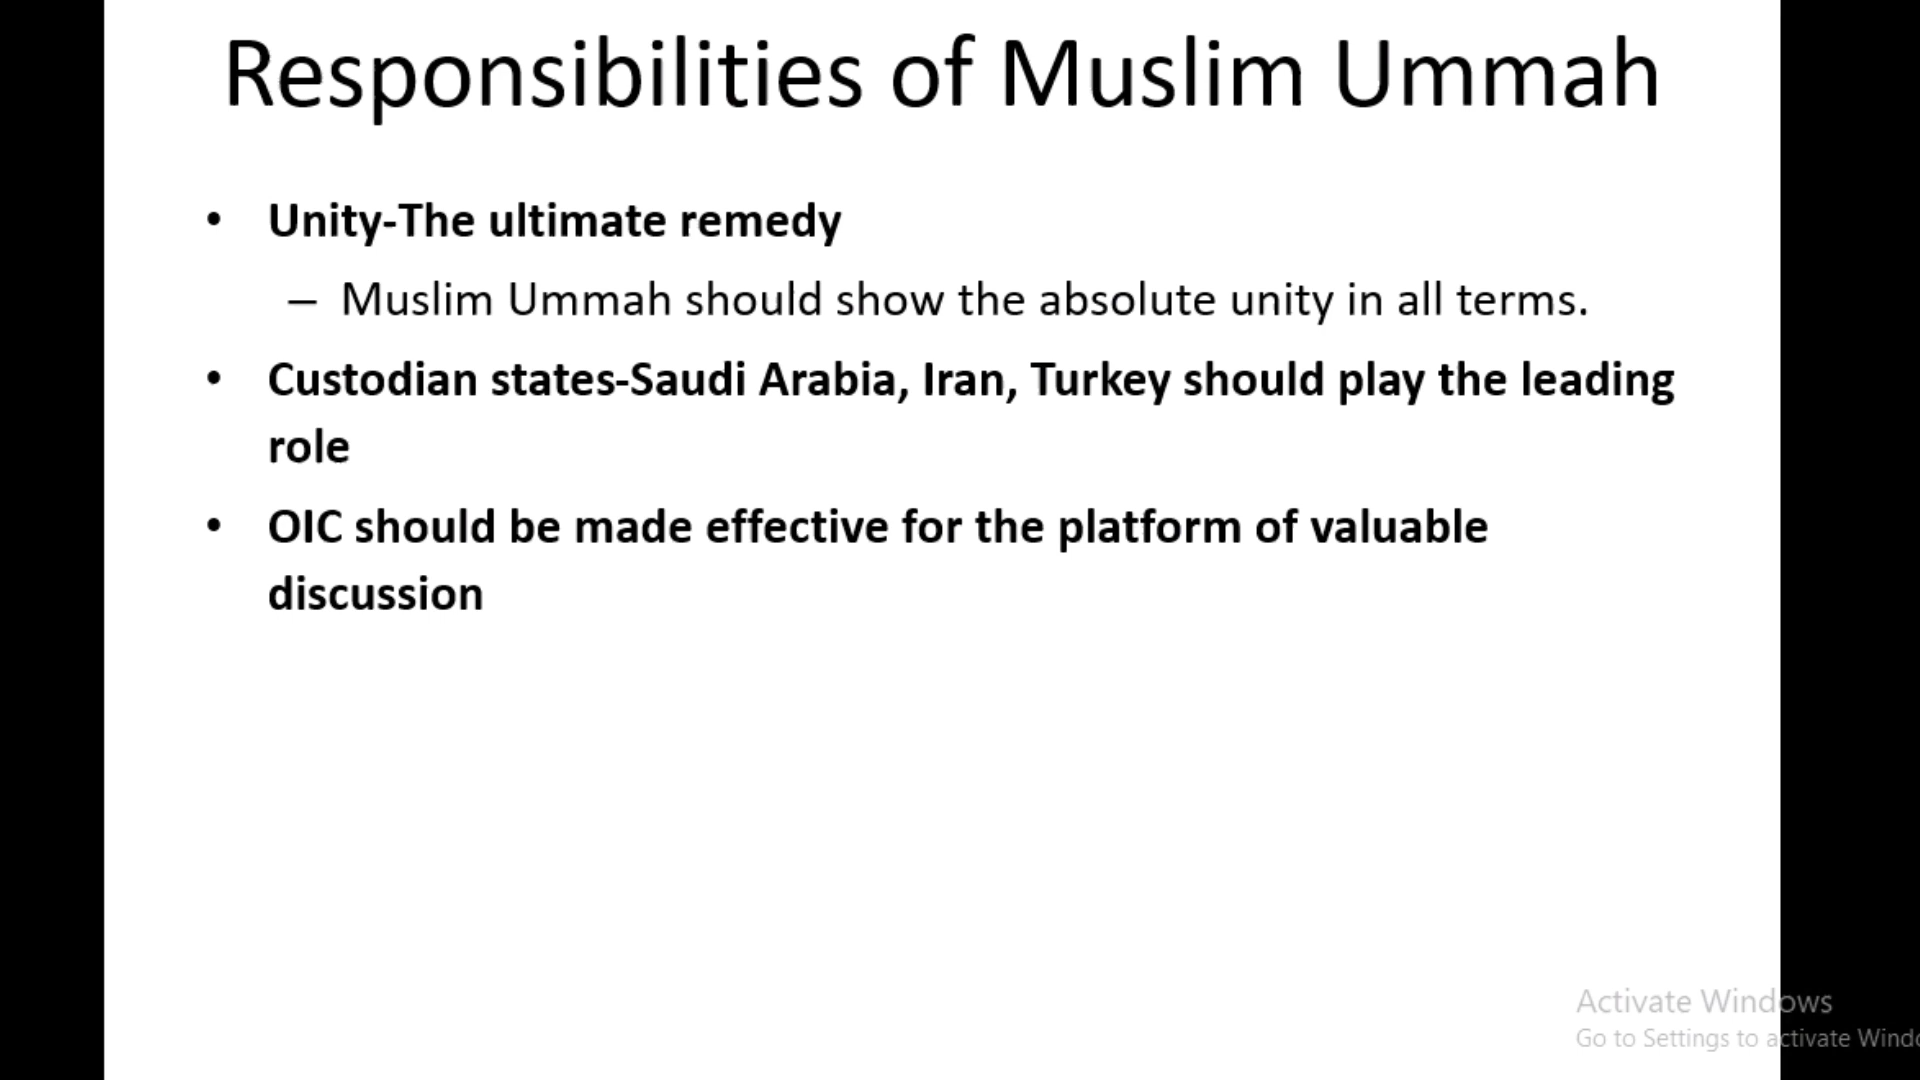 Responsibilities of Muslim Ummah
• Unity-The ultimate remedy
– Muslim Ummah should show the absolute unity in all terms.
• Custodian states-Saudi Arabia, Iran, Turkey should play the leading
role
• OIC should be made effective for the platform of valuable
discussion
Activate Windows
Go to Settings to activate Windo